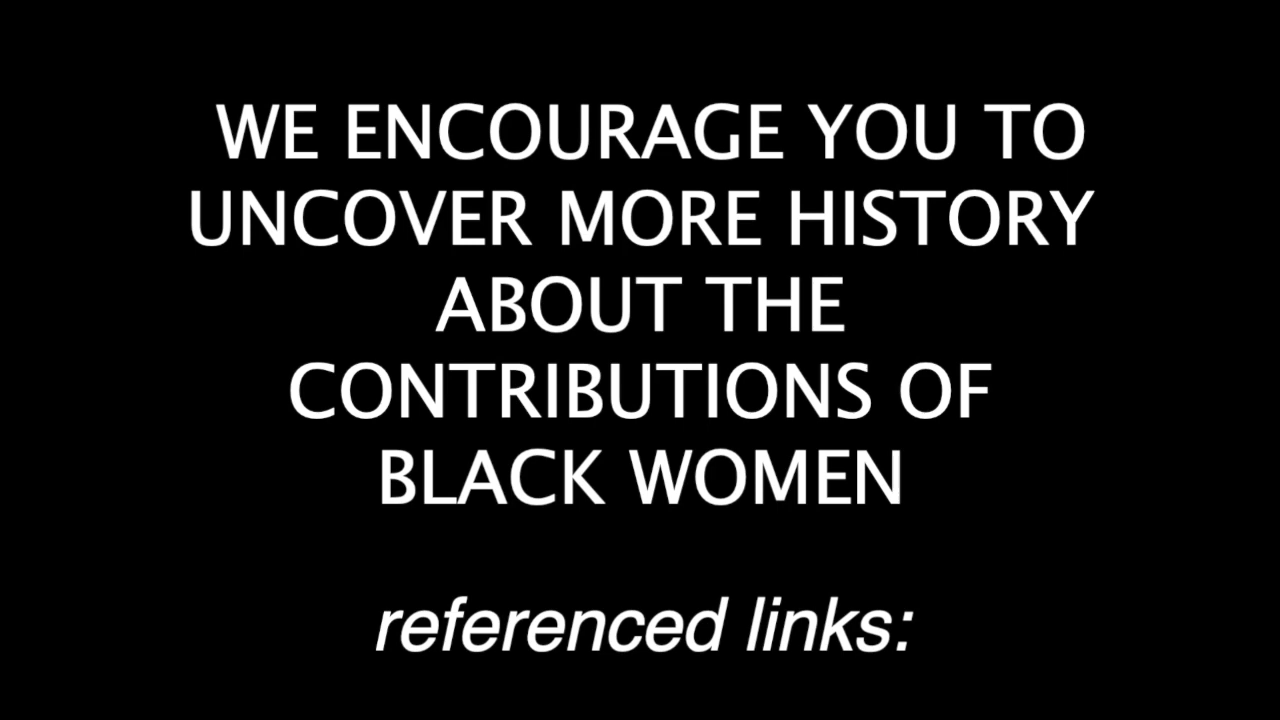 WE ENCOURAGE YOU TO
UNCOVER MORE HISTORY
ABOUT THE
CONTRIBUTIONS OF
BLACK WOMEN
referenced links: